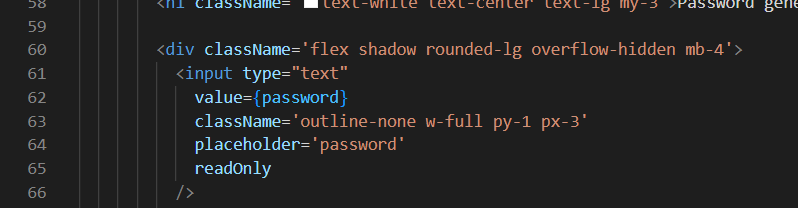 58 <h1 className= text-white text-center text-lg my-3 >Password gene
59
60 <div className='flex shadow rounded-lg overflow-hidden mb-4'>
61 <input type="text"
62 value={password}
63 className='outline-none w-full py-1 px-3'
64 placeholder='password'
65 readOnly
66 />